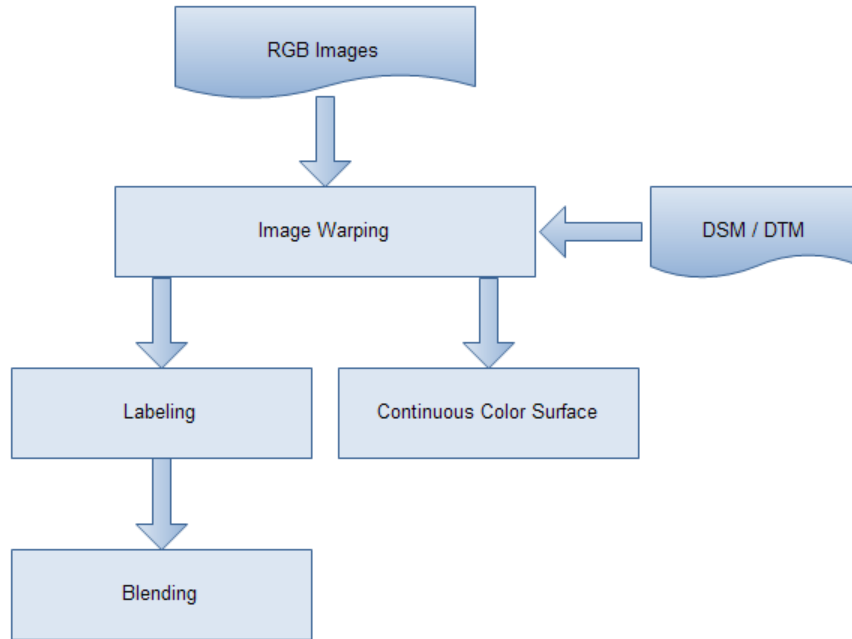 RGB Images
Image Warping
DSM / DTM
Labeling
Continuous Color Surface
Blending